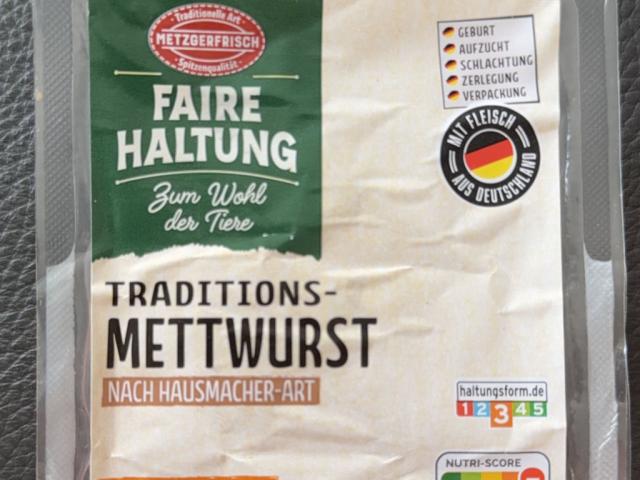 Traditionelle Art
METZGERFRISCH
Spitzenqualität
FAIRE
HALTUNG
Zum Wohl
der Tiere
GEBURT
AUFZUCHT
SCHLACHTUNG
ZERLEGUNG
VERPACKUNG
MIT FLEISCH
AUS DEUTSCHLAND
TRADITIONS-
METTWURST
NACH HAUSMACHER-ART
haltungsform.de
1 2 3 4 5
NUTRI-SCORE